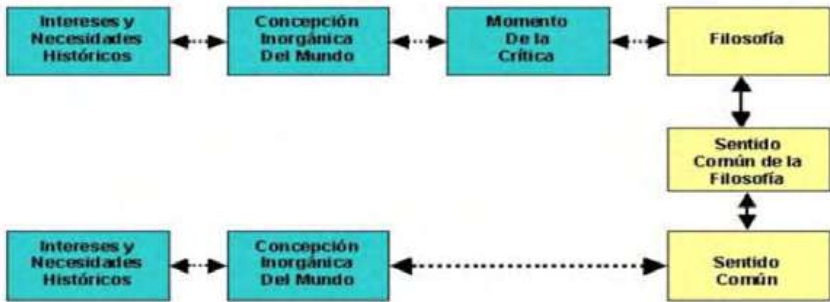 Intereses y
Necesidades
Históricos
Concepción
Inorgánica
Del Mundo
Momento
De la
Crítica
Filosofía
Sentido
Común de la
Filosofía
Intereses y
Necesidades
Históricos
Concepción
Inorgánica
Del Mundo
Sentido
Común